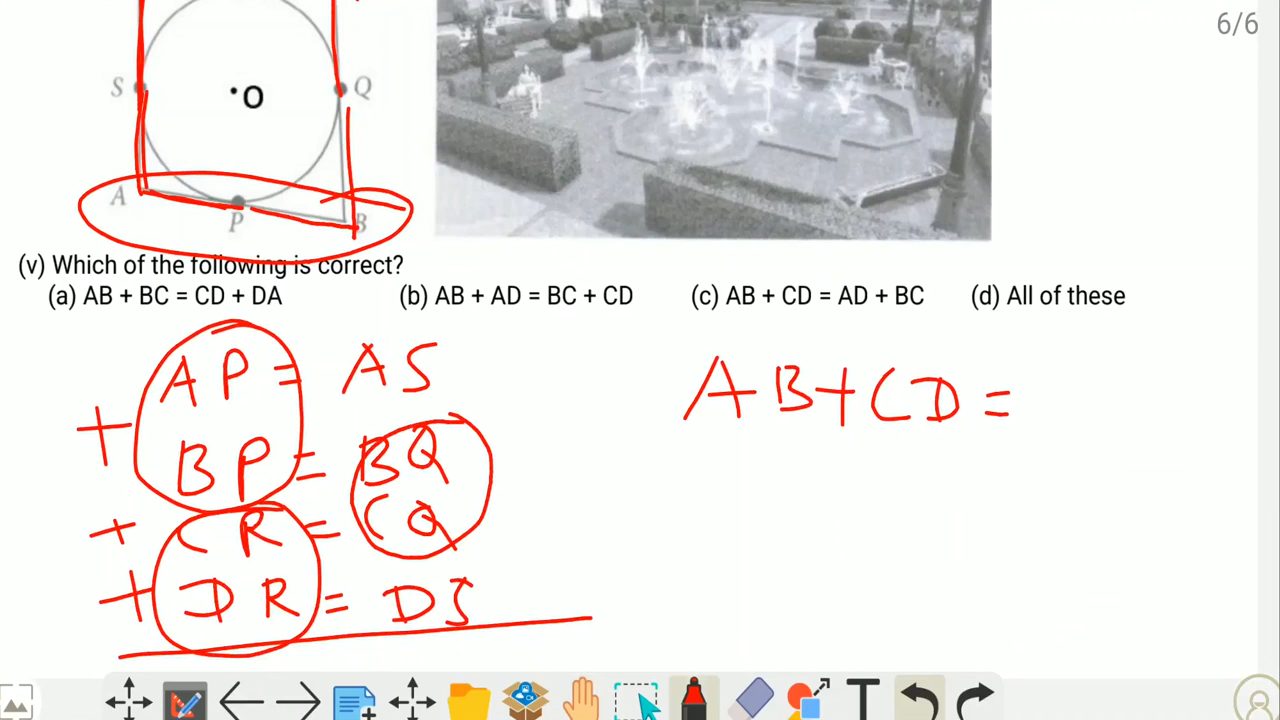 6/6
S
O
Q
A
P
B
(v) Which of the following is correct?
(a) AB + BC = CD + DA (b) AB + AD = BC + CD (c) AB + CD = AD + BC (d) All of these
AP = AS
+ BP = BQ
+ CR = CQ
+ DR = DS
AB + CD =
T